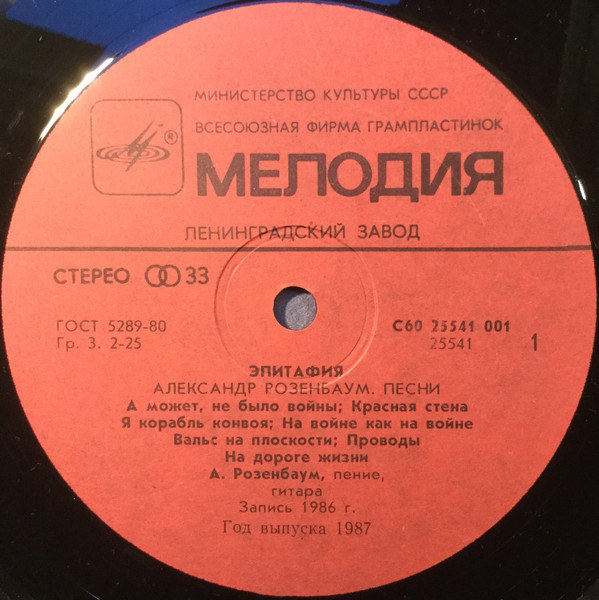 МИНИСТЕРСТВО КУЛЬТУРЫ СССР
ВСЕСОЮЗНАЯ ФИРМА ГРАМПЛАСТИНОК
®
МЕЛОДИЯ
ЛЕНИНГРАДСКИЙ ЗАВОД
СТЕРЕО 33
ГОСТ 5289-80
Гр. 3. 2-25
С60 25541 001
25541 1
ЭПИТАФИЯ
АЛЕКСАНДР РОЗЕНБАУМ. ПЕСНИ
А может, не было войны; Красная стена
Я корабль конвоя; На войне как на войне
Вальс на плоскости; Проводы
На дороге жизни
А. Розенбаум, пение,
гитара
Запись 1986 г.
Год выпуска 1987